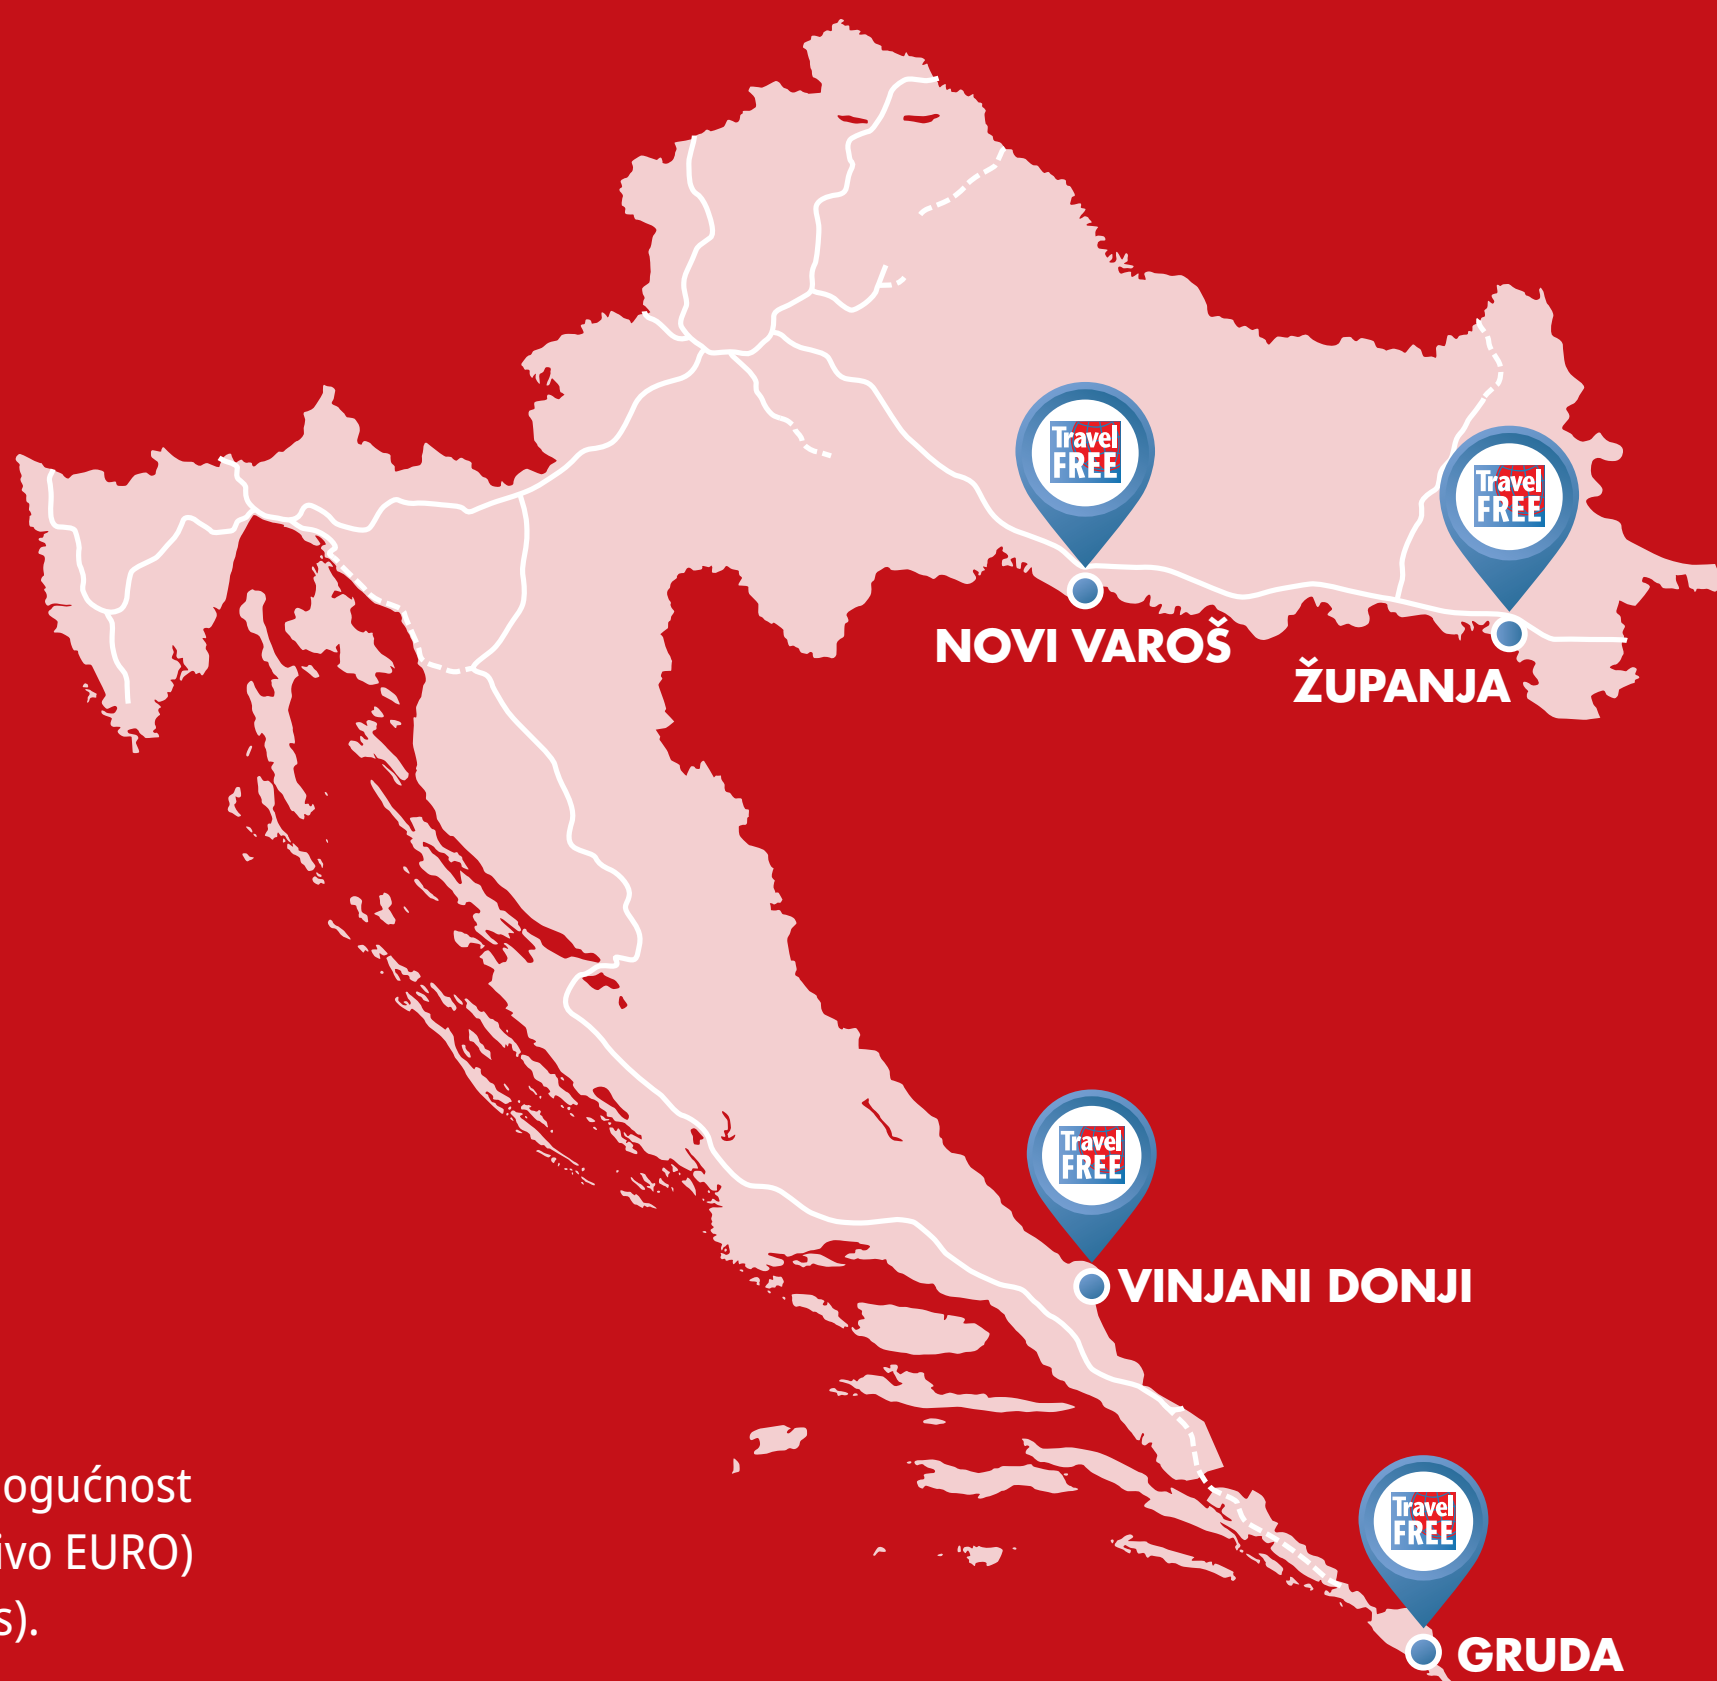 Travel
FREE
Travel
FREE
NOVI VAROŠ
ŽUPANJA
Travel
FREE
VINJANI DONJI
ogućnost
ivo EURO)
s).
Travel
FREE
GRUDA